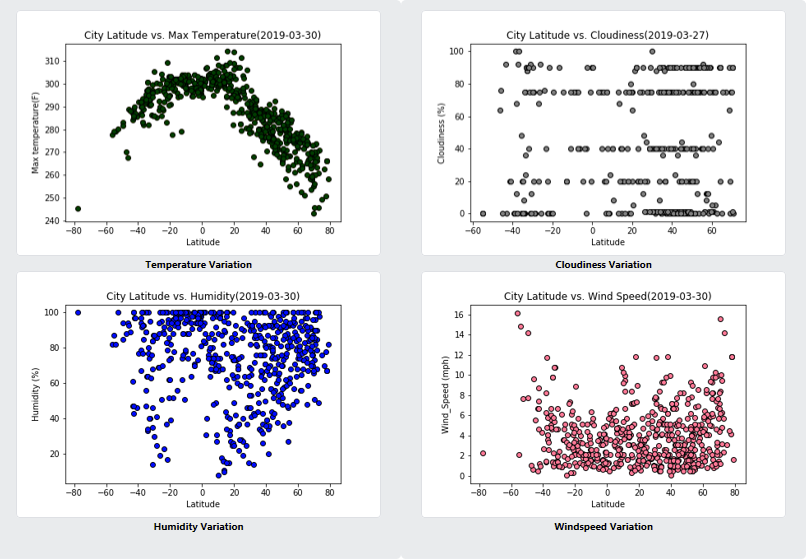 City Latitude vs. Max Temperature(2019-03-30)
Max temperature(F)
310
300
290
280
270
260
250
240
−80 −60 −40 −20 0 20 40 60 80
Latitude
Temperature Variation
City Latitude vs. Cloudiness(2019-03-27)
Cloudiness (%)
100
80
60
40
20
0
−60 −40 −20 0 20 40 60
Latitude
Cloudiness Variation
City Latitude vs. Humidity(2019-03-30)
Humidity (%)
100
80
60
40
20
−80 −60 −40 −20 0 20 40 60 80
Latitude
Humidity Variation
City Latitude vs. Wind Speed(2019-03-30)
Wind_Speed (mph)
16
14
12
10
8
6
4
2
0
−80 −60 −40 −20 0 20 40 60 80
Latitude
Windspeed Variation